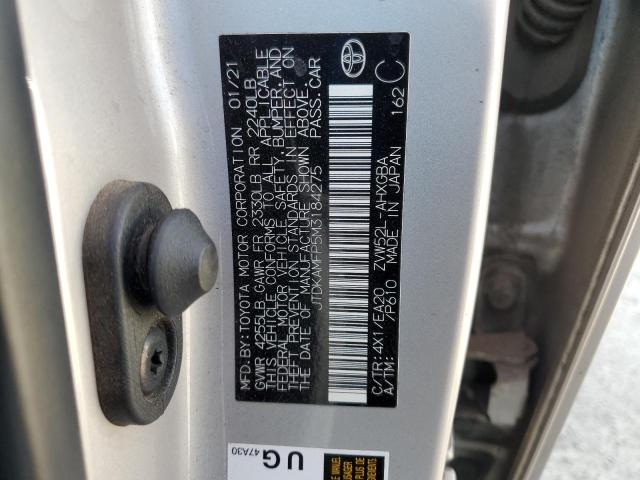 MFD.BY: TOYOTA MOTOR CORPORATION 01/21
GVWR 4255LB GAWR FR 2330LB RR 2240LB
THIS VEHICLE CONFORMS TO ALL APPLICABLE
FEDERAL MOTOR VEHICLE SAFETY, BUMPER, AND
THEFT PREVENTION STANDARDS IN EFFECT ON
THE DATE OF MANUFACTURE SHOWN ABOVE.
JTDKAMFP5M3184275 PASS.CAR
C/TR: 4X1/EA20 ZVW52L-AHXGBA
A/TM: -/P610 MADE IN JAPAN 162 C
UG
47A30